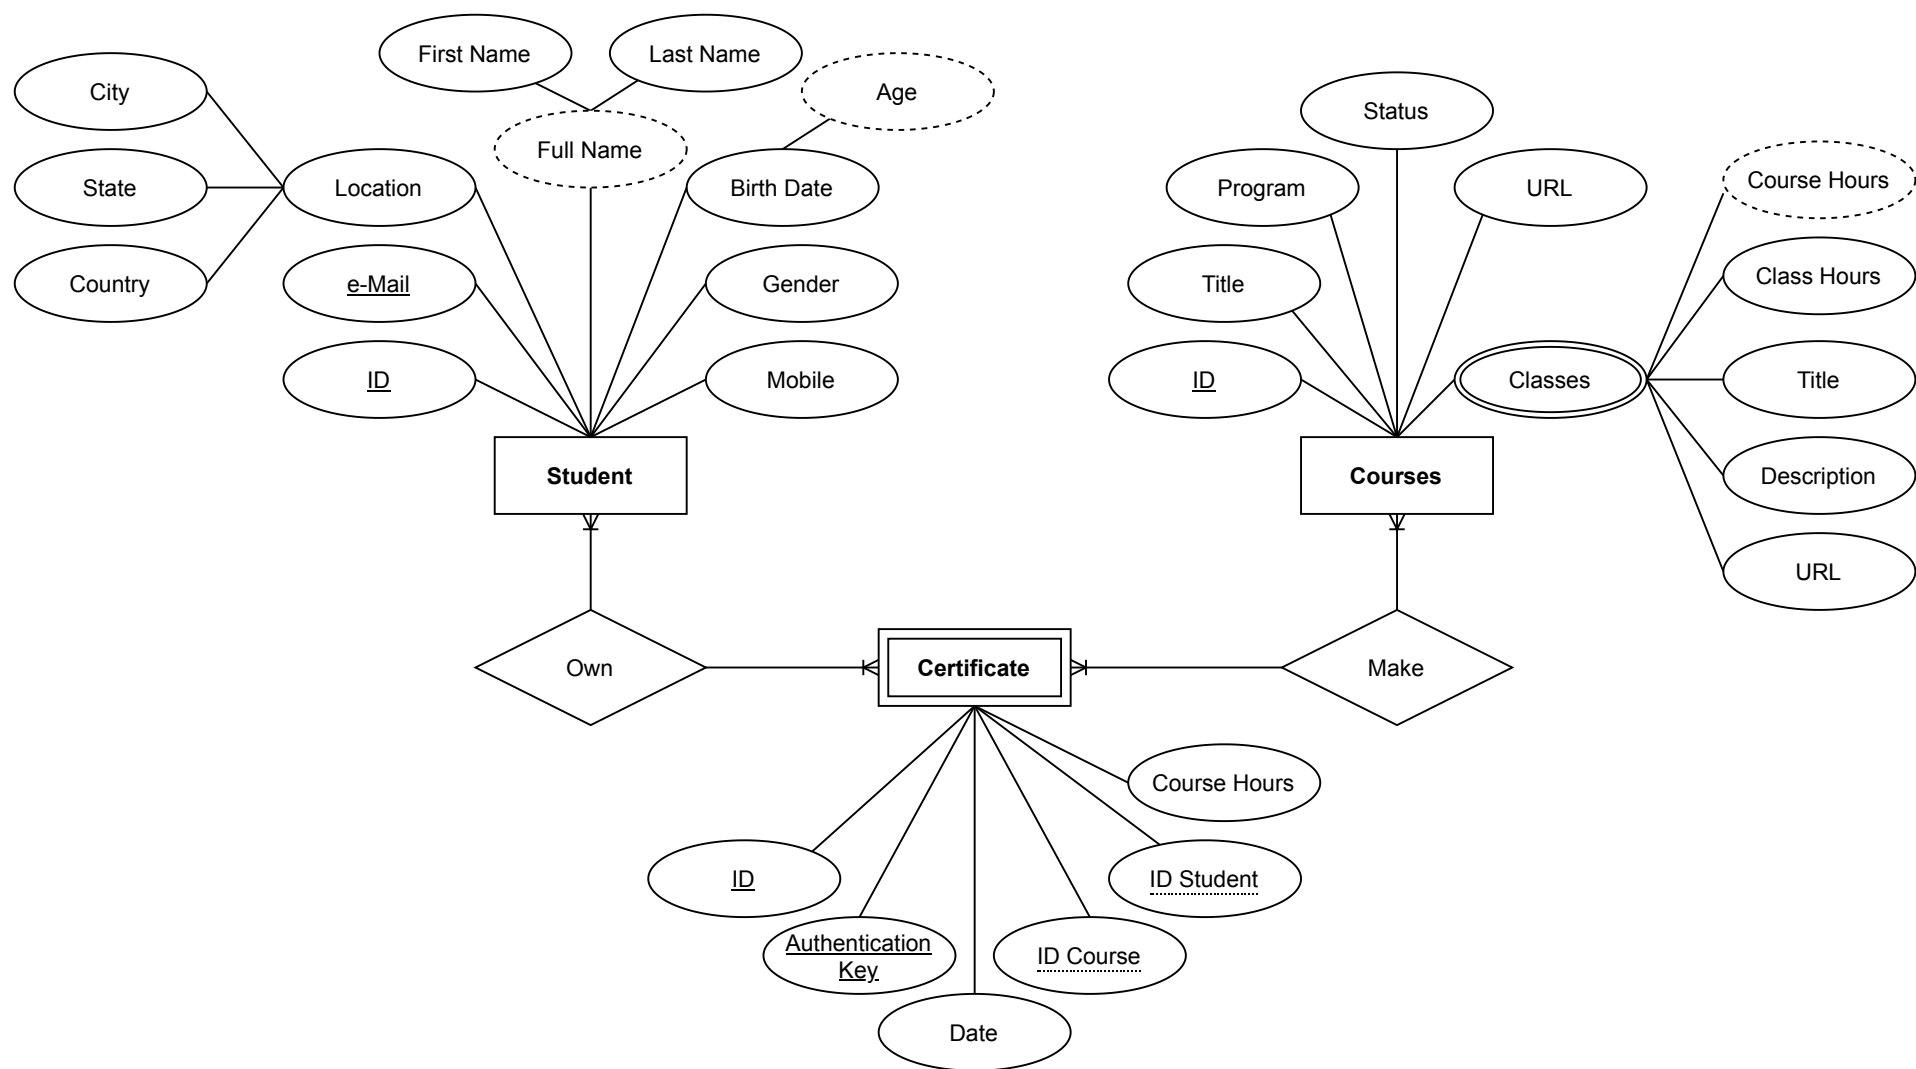 First Name
Last Name
City
Age
Status
Full Name
Program
URL
Course Hours
State
Location
Birth Date
Country
e-Mail
Gender
Title
Class Hours
ID
Mobile
ID
Classes
Title
Student
Courses
Description
URL
Own
Certificate
Make
Course Hours
ID
ID Student
Authentication
Key
ID Course
Date